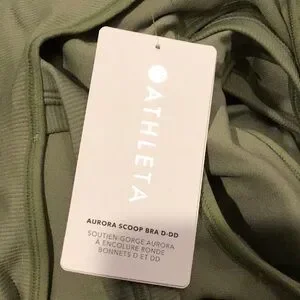 ATHLETA
AURORA SCOOP BRA D-DD
SOUTIEN-GORGE AURORA
À ENCOLURE RONDE
BONNETS D ET DD